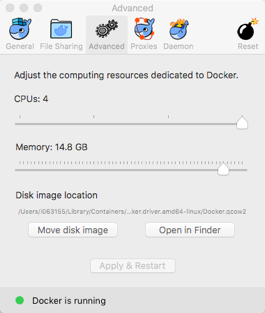 Advanced
General File Sharing Advanced Proxies Daemon Reset
Adjust the computing resources dedicated to Docker.
CPUs: 4
Memory: 14.8 GB
Disk image location
/Users/i063155/Library/Containers/...ker.driver.amd64-linux/Docker.qcow2
Move disk image Open in Finder
Apply & Restart
Docker is running